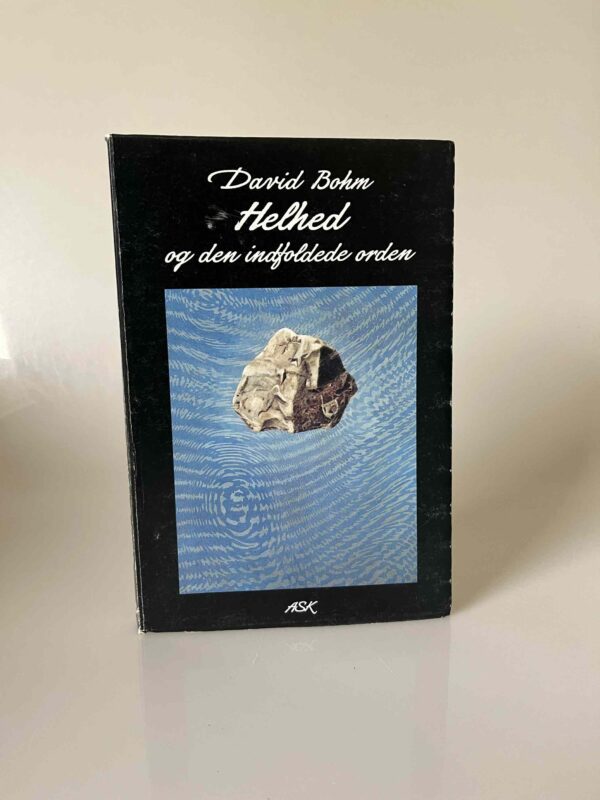 David Bohm
Helhed
og den indfoldede orden
ASK